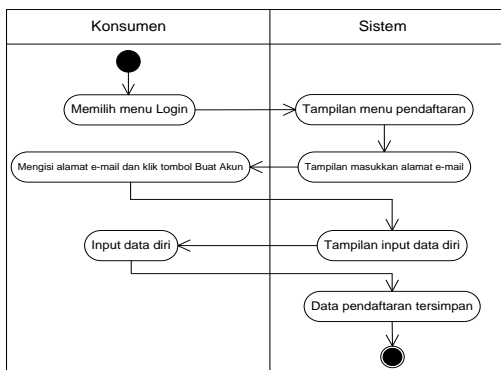 Konsumen
Sistem
Memilih menu Login
Tampilan menu pendaftaran
Tampilan masukkan alamat e-mail
Mengisi alamat e-mail dan klik tombol Buat Akun
Tampilan input data diri
Input data diri
Data pendaftaran tersimpan